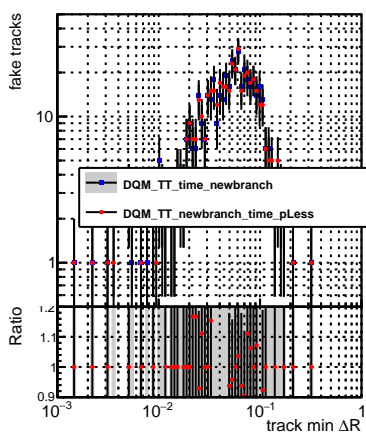 fake tracks
10
1
DQM_TT_time_newbranch
DQM_TT_newbranch_time_pLess
Ratio
1.2
1.1
1
0.9
10⁻³
10⁻²
10⁻¹
1
track min ΔR